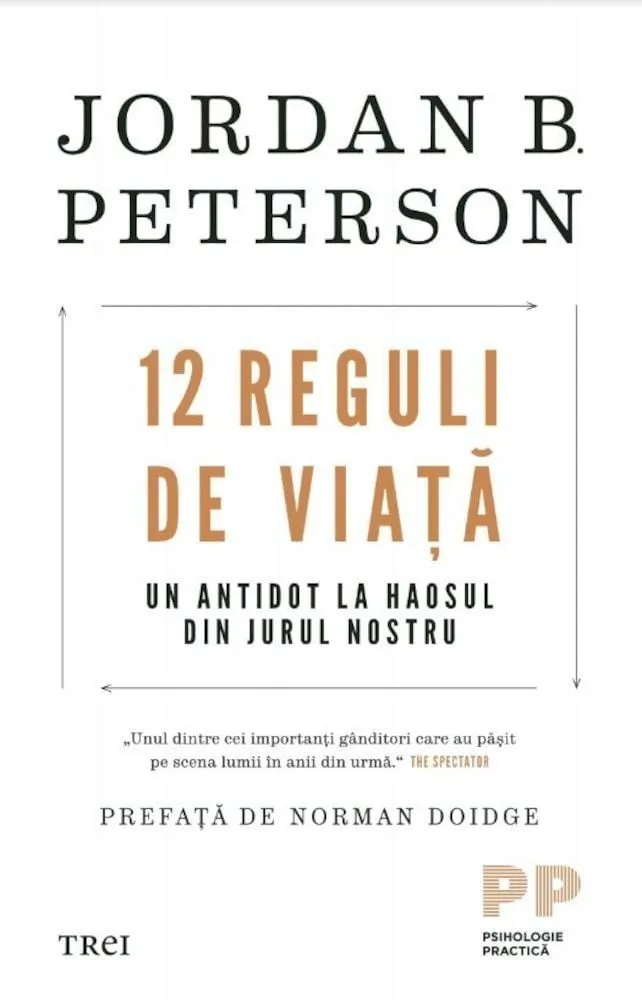 JORDAN B.
PETERSON
12 REGULI
DE VIAȚĂ
UN ANTIDOT LA HAOSUL
DIN JURUL NOSTRU
„Unul dintre cei importanți gânditori care au pășit
pe scena lumii în anii din urmă.“ THE SPECTATOR
PREFAȚĂ DE NORMAN DOIDGE
TREI
PP
PSIHOLOGIE
PRACTICĂ